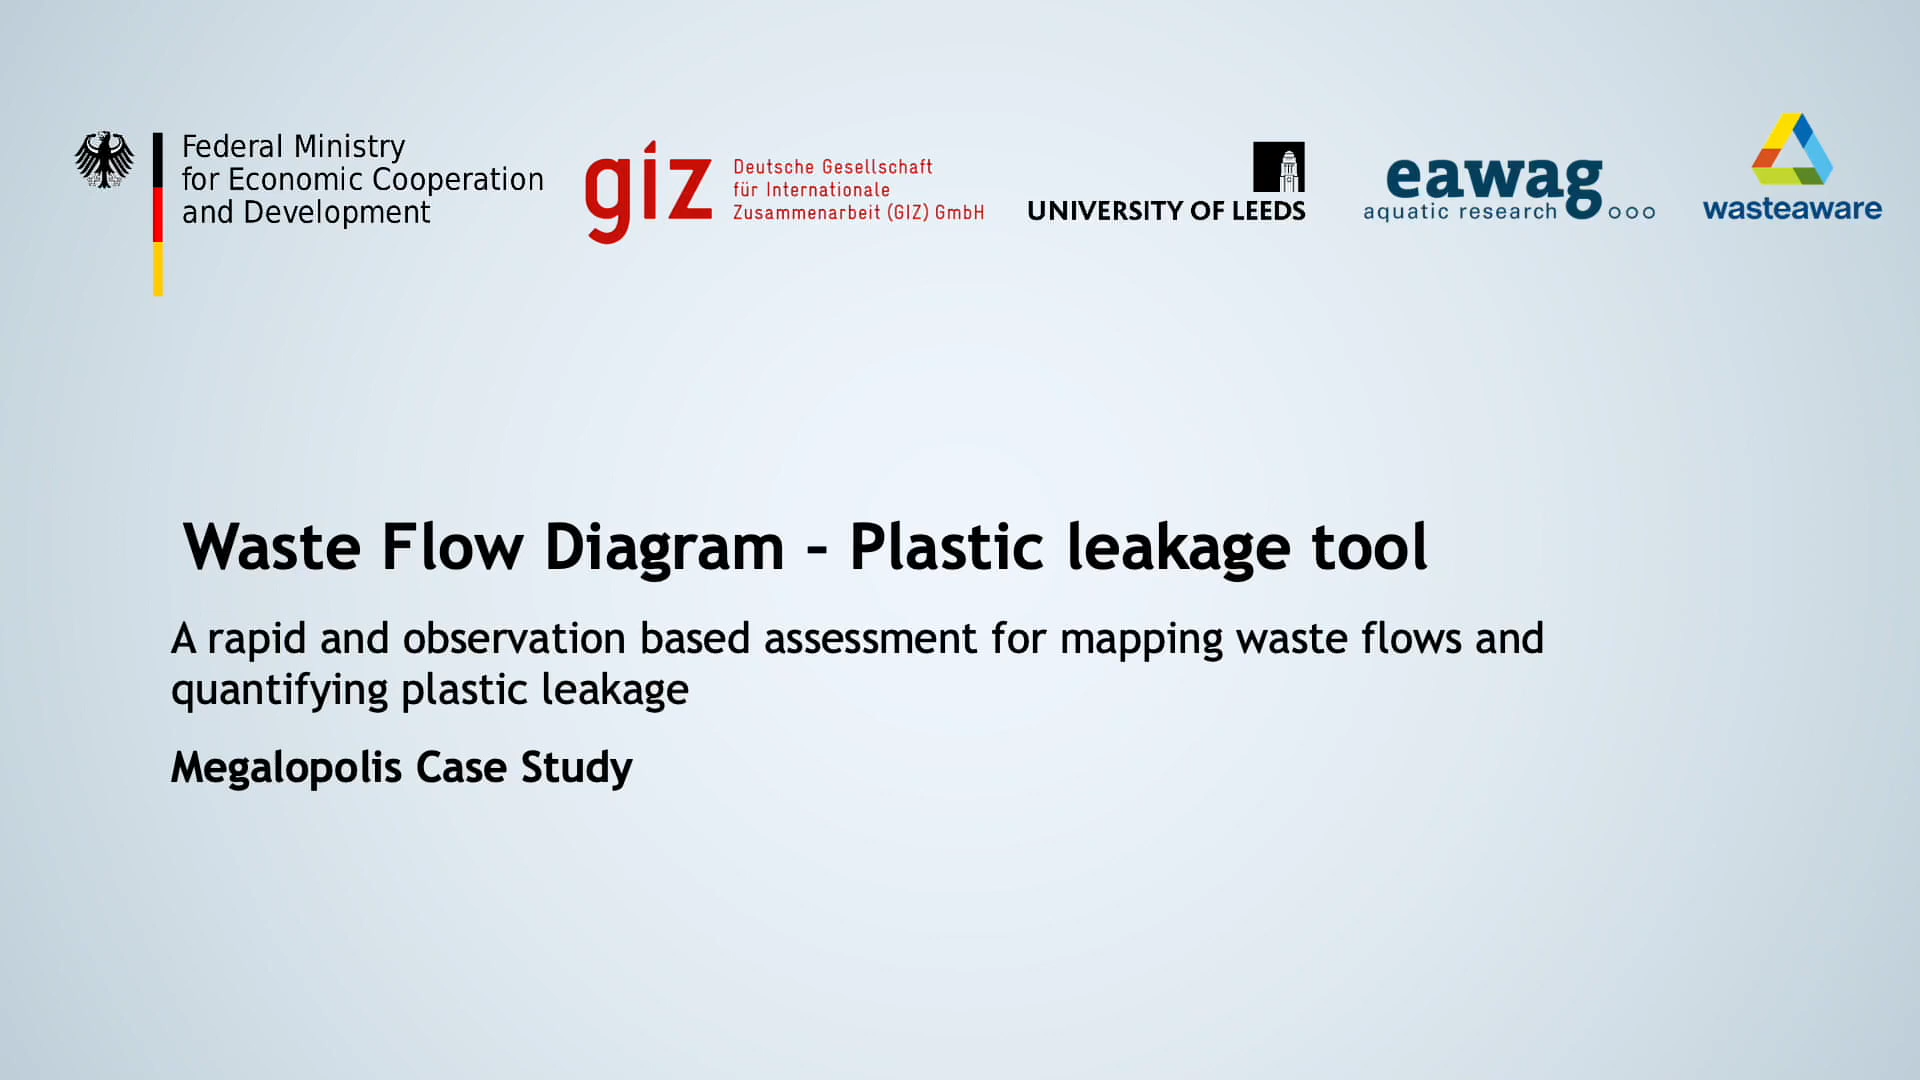 Federal Ministry
for Economic Cooperation
and Development
giz
Deutsche Gesellschaft
für Internationale
Zusammenarbeit (GIZ) GmbH
UNIVERSITY OF LEEDS
eawag
aquatic research
wasteaware
Waste Flow Diagram – Plastic leakage tool
A rapid and observation based assessment for mapping waste flows and
quantifying plastic leakage
Megalopolis Case Study